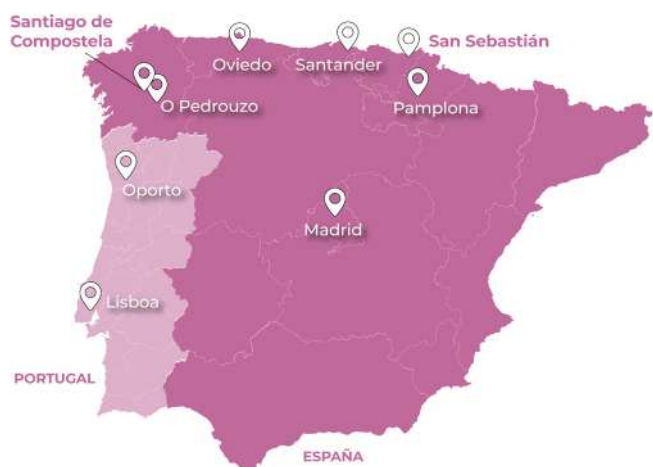 Santiago de
Compostela
Oviedo
Santander
San Sebastián
O Pedrouzo
Pamplona
Oporto
Madrid
Lisboa
PORTUGAL
ESPAÑA